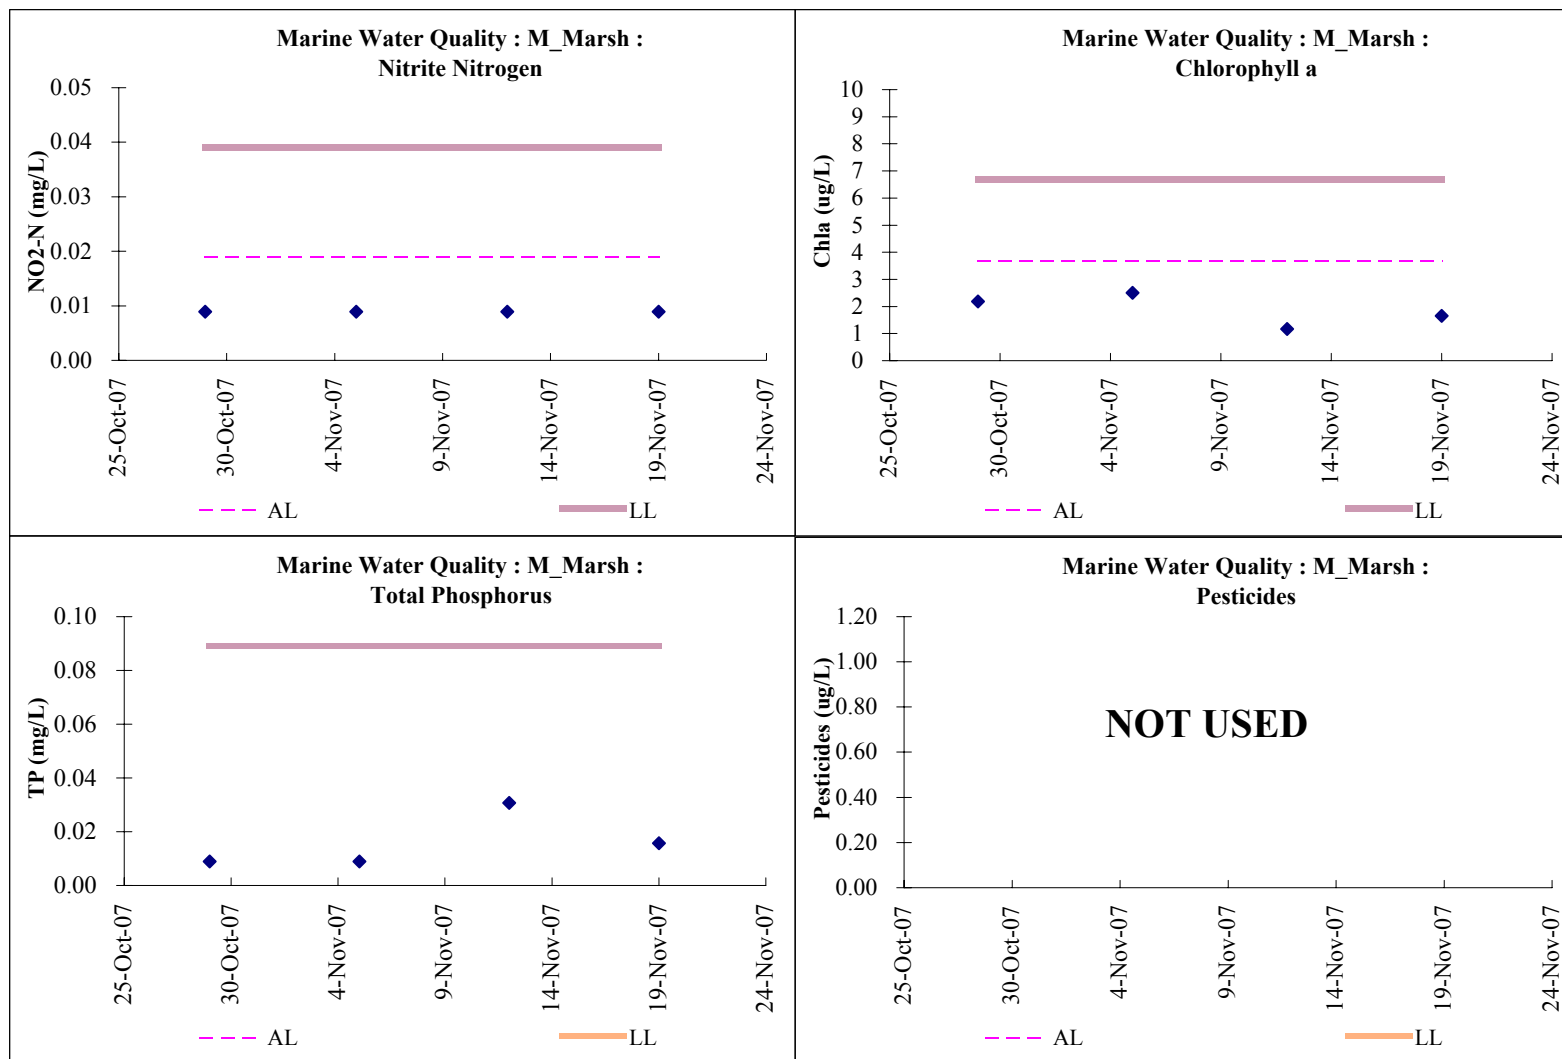 Marine Water Quality : M_Marsh :
Nitrite Nitrogen
NO2-N (mg/L)
0.05
0.04
0.03
0.02
0.01
0.00
25-Oct-07
30-Oct-07
4-Nov-07
9-Nov-07
14-Nov-07
19-Nov-07
24-Nov-07
AL
LL
Marine Water Quality : M_Marsh :
Chlorophyll a
Chla (ug/L)
10
9
8
7
6
5
4
3
2
1
0
25-Oct-07
30-Oct-07
4-Nov-07
9-Nov-07
14-Nov-07
19-Nov-07
24-Nov-07
AL
LL
Marine Water Quality : M_Marsh :
Total Phosphorus
TP (mg/L)
0.10
0.08
0.06
0.04
0.02
0.00
25-Oct-07
30-Oct-07
4-Nov-07
9-Nov-07
14-Nov-07
19-Nov-07
24-Nov-07
AL
LL
Marine Water Quality : M_Marsh :
Pesticides
Pesticides (ug/L)
1.20
1.00
0.80
0.60
0.40
0.20
0.00
NOT USED
25-Oct-07
30-Oct-07
4-Nov-07
9-Nov-07
14-Nov-07
19-Nov-07
24-Nov-07
AL
LL